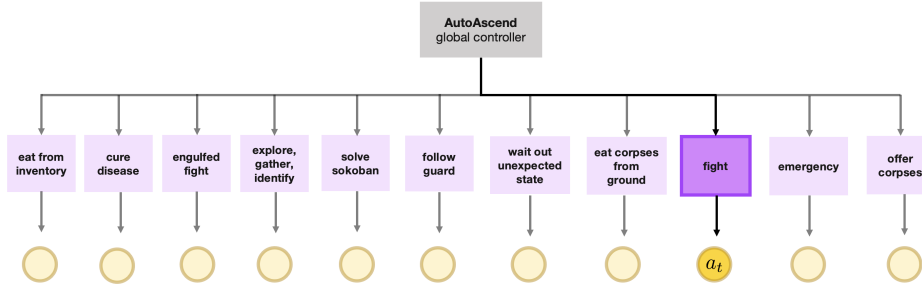 AutoAscend
global controller
eat from
inventory
cure
disease
engulfed
fight
explore,
gather,
identify
solve
sokoban
follow
guard
wait out
unexpected
state
eat corpses
from
ground
fight
emergency
offer
corpses
a_t